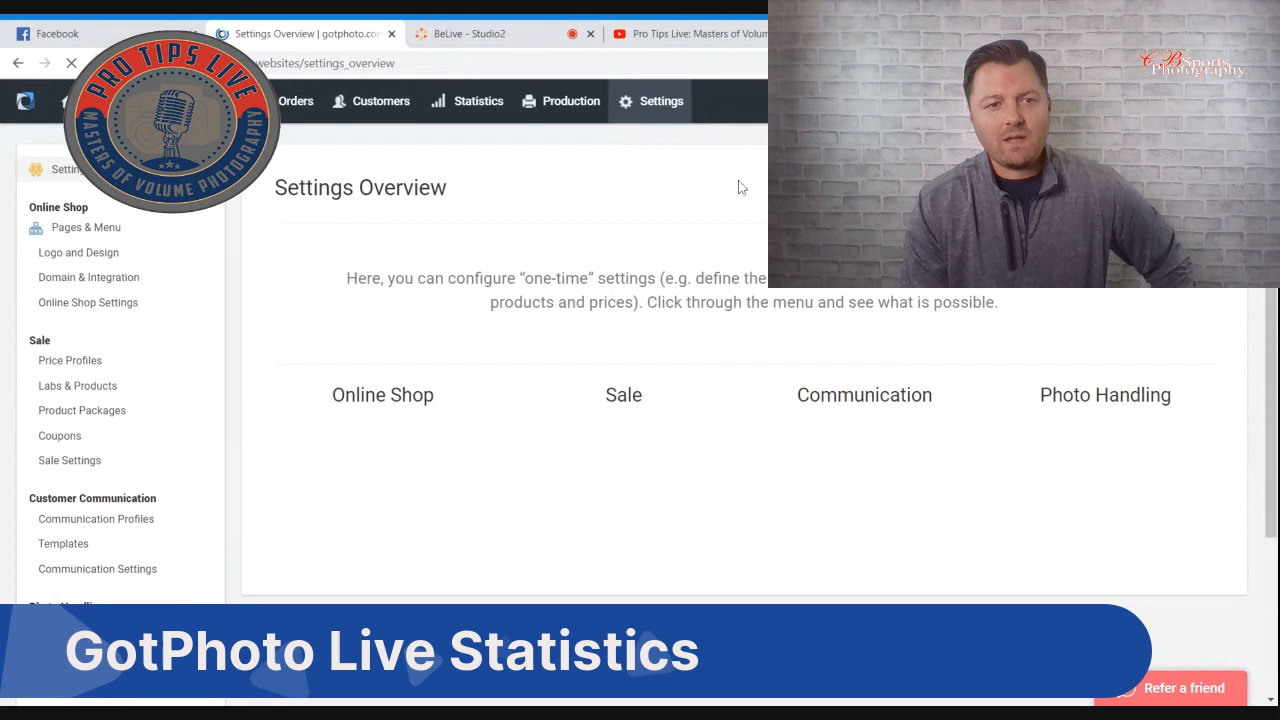 Facebook
Settings Overview | gotphoto.co
BeLive - Studio2
Pro Tips Live: Masters of Volum
websites/settings_overview
PRO TIPS LIVE
MASTERS OF VOLUME PHOTOGRAPHY
CB Sports
Photography
Orders
Customers
Statistics
Production
Settings
Settin
Online Shop
Pages & Menu
Logo and Design
Domain & Integration
Online Shop Settings
Sale
Price Profiles
Labs & Products
Product Packages
Coupons
Sale Settings
Customer Communication
Communication Profiles
Templates
Communication Settings
Settings Overview
Here, you can configure “one-time” settings (e.g. define the
products and prices). Click through the menu and see what is possible.
Online Shop
Sale
Communication
Photo Handling
GotPhoto Live Statistics
Refer a friend